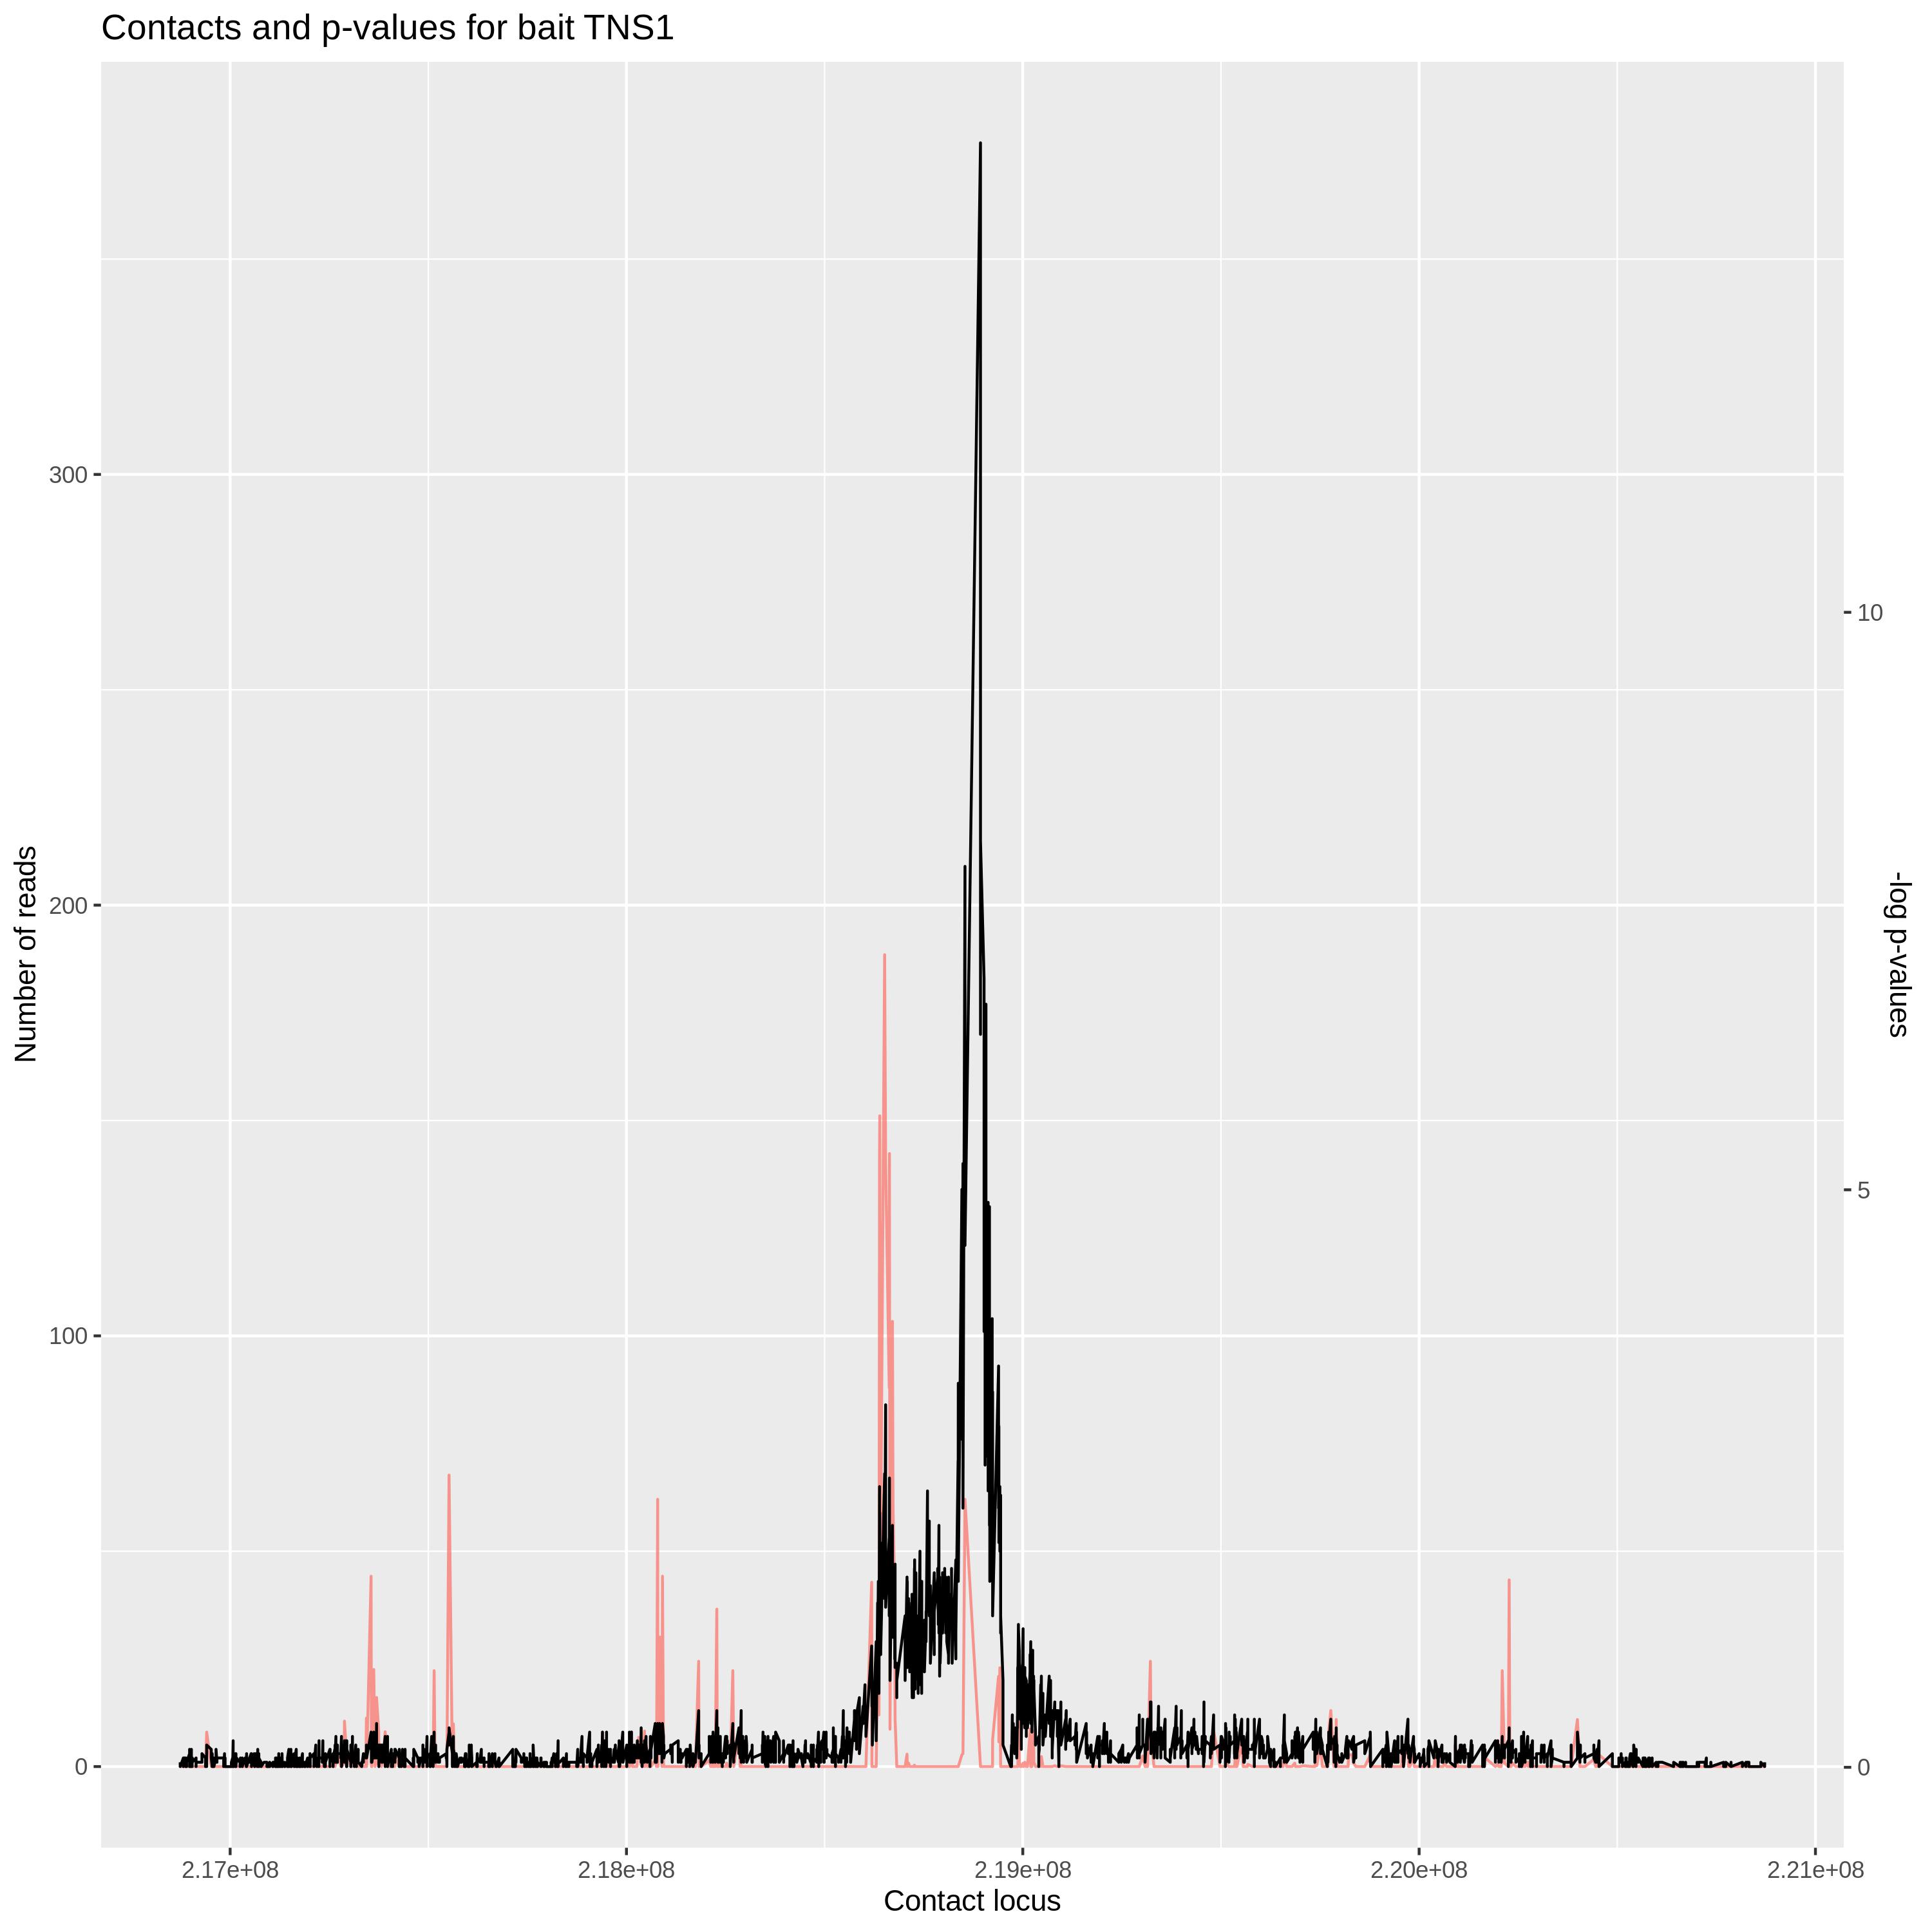 Contacts and p-values for bait TNS1
300
200
100
0
10
5
0
Number of reads
-log p-values
2.17e+08
2.18e+08
2.19e+08
2.20e+08
2.21e+08
Contact locus